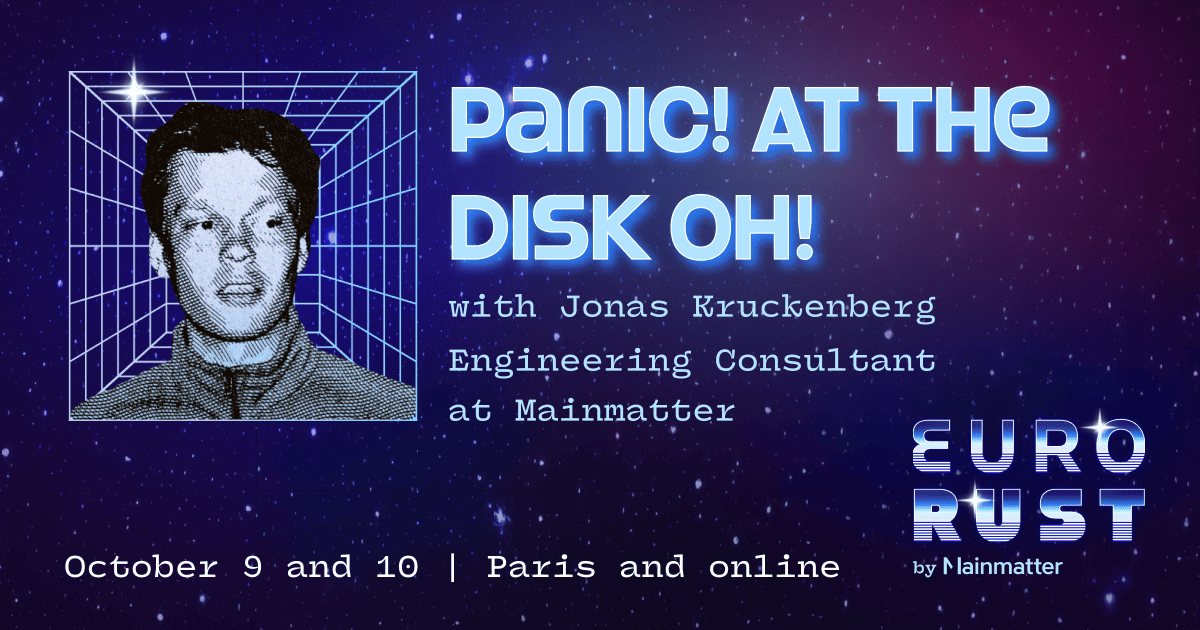 PANIC! AT THE
DISK OH!
with Jonas Kruckenberg
Engineering Consultant
at Mainmatter
EURO
RUST
by Mainmatter
October 9 and 10 | Paris and online